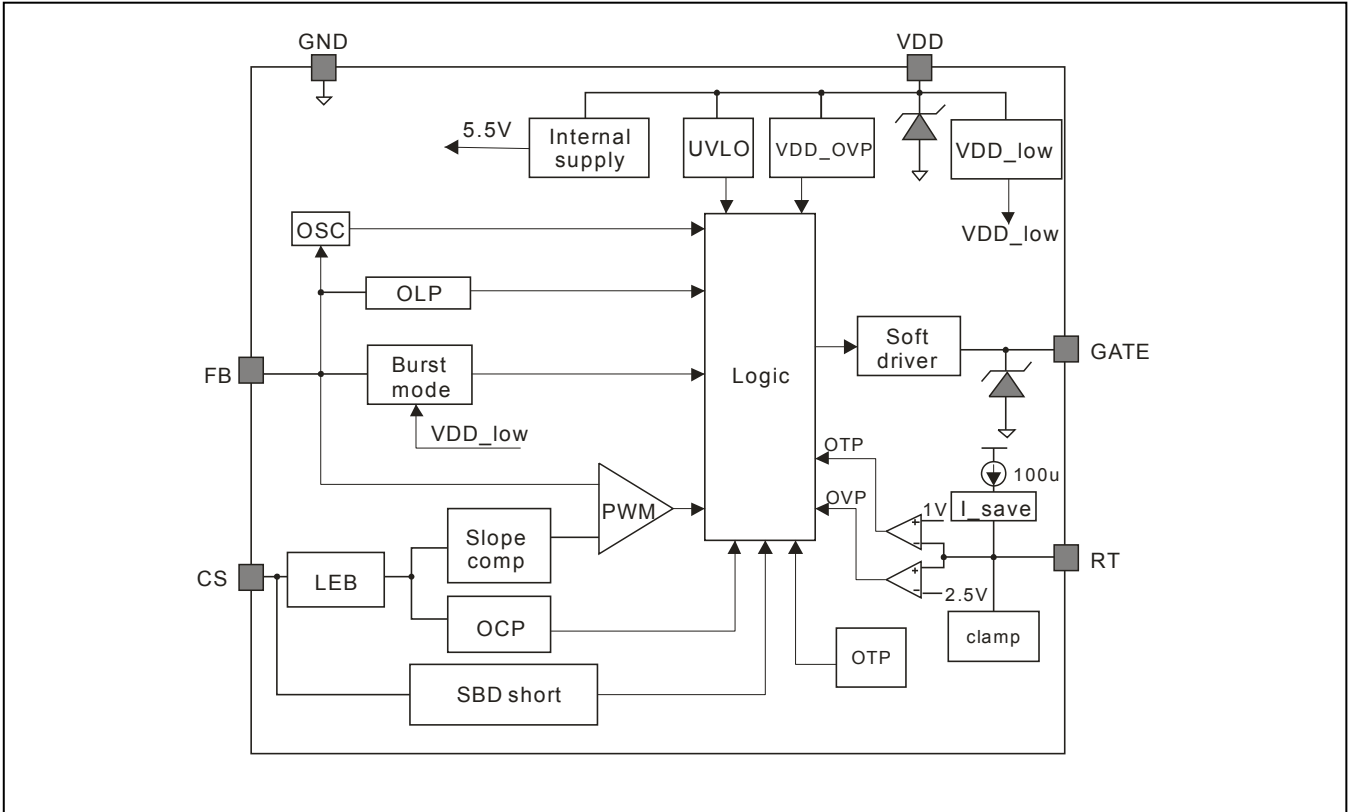 GND
VDD
5.5V
Internal
supply
UVLO
VDD_OVP
VDD_low
VDD_low
OSC
OLP
Burst
mode
VDD_low
FB
Logic
Soft
driver
GATE
OTP
100u
OVP
1V
I_save
+
-
PWM
Slope
comp
RT
+
-
2.5V
CS
LEB
OCP
clamp
OTP
SBD short